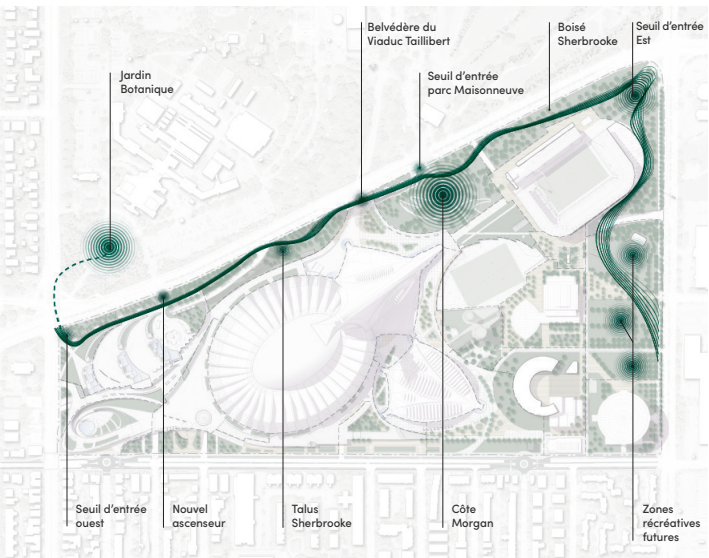 Belvédère du
Viaduc Taillibert
Boisé
Sherbrooke
Seuil d'entrée
Est
Jardin
Botanique
Seuil d'entrée
parc Maisonneuve
Seuil d'entrée
ouest
Nouvel
ascenseur
Talus
Sherbrooke
Côte
Morgan
Zones
récréatives
futures